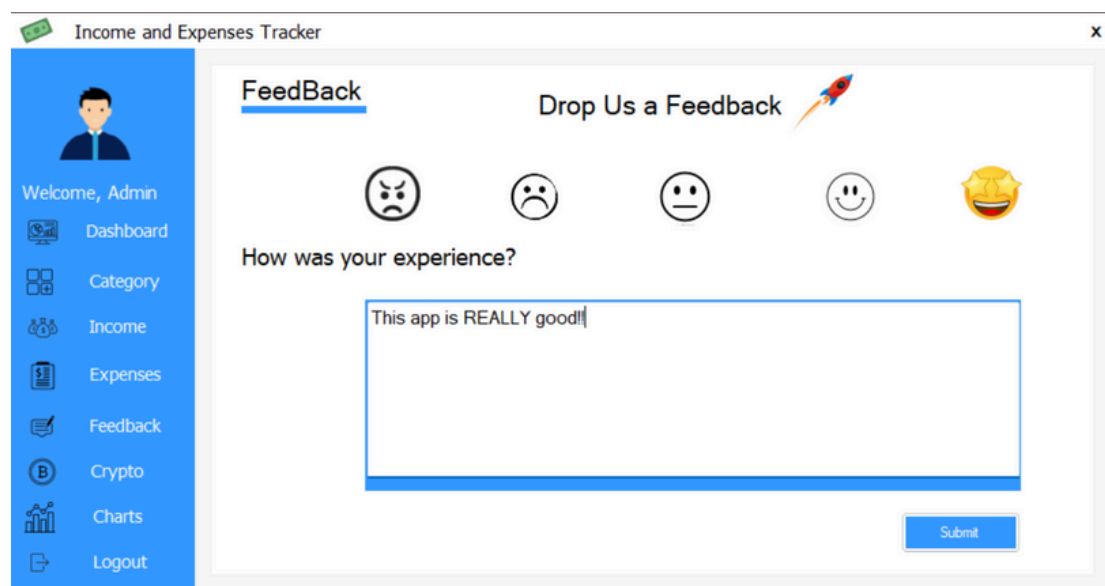 Income and Expenses Tracker
x
FeedBack
Drop Us a Feedback
Welcome, Admin
Dashboard
Category
Income
Expenses
Feedback
Crypto
Charts
Logout
How was your experience?
This app is REALLY good!!
Submit